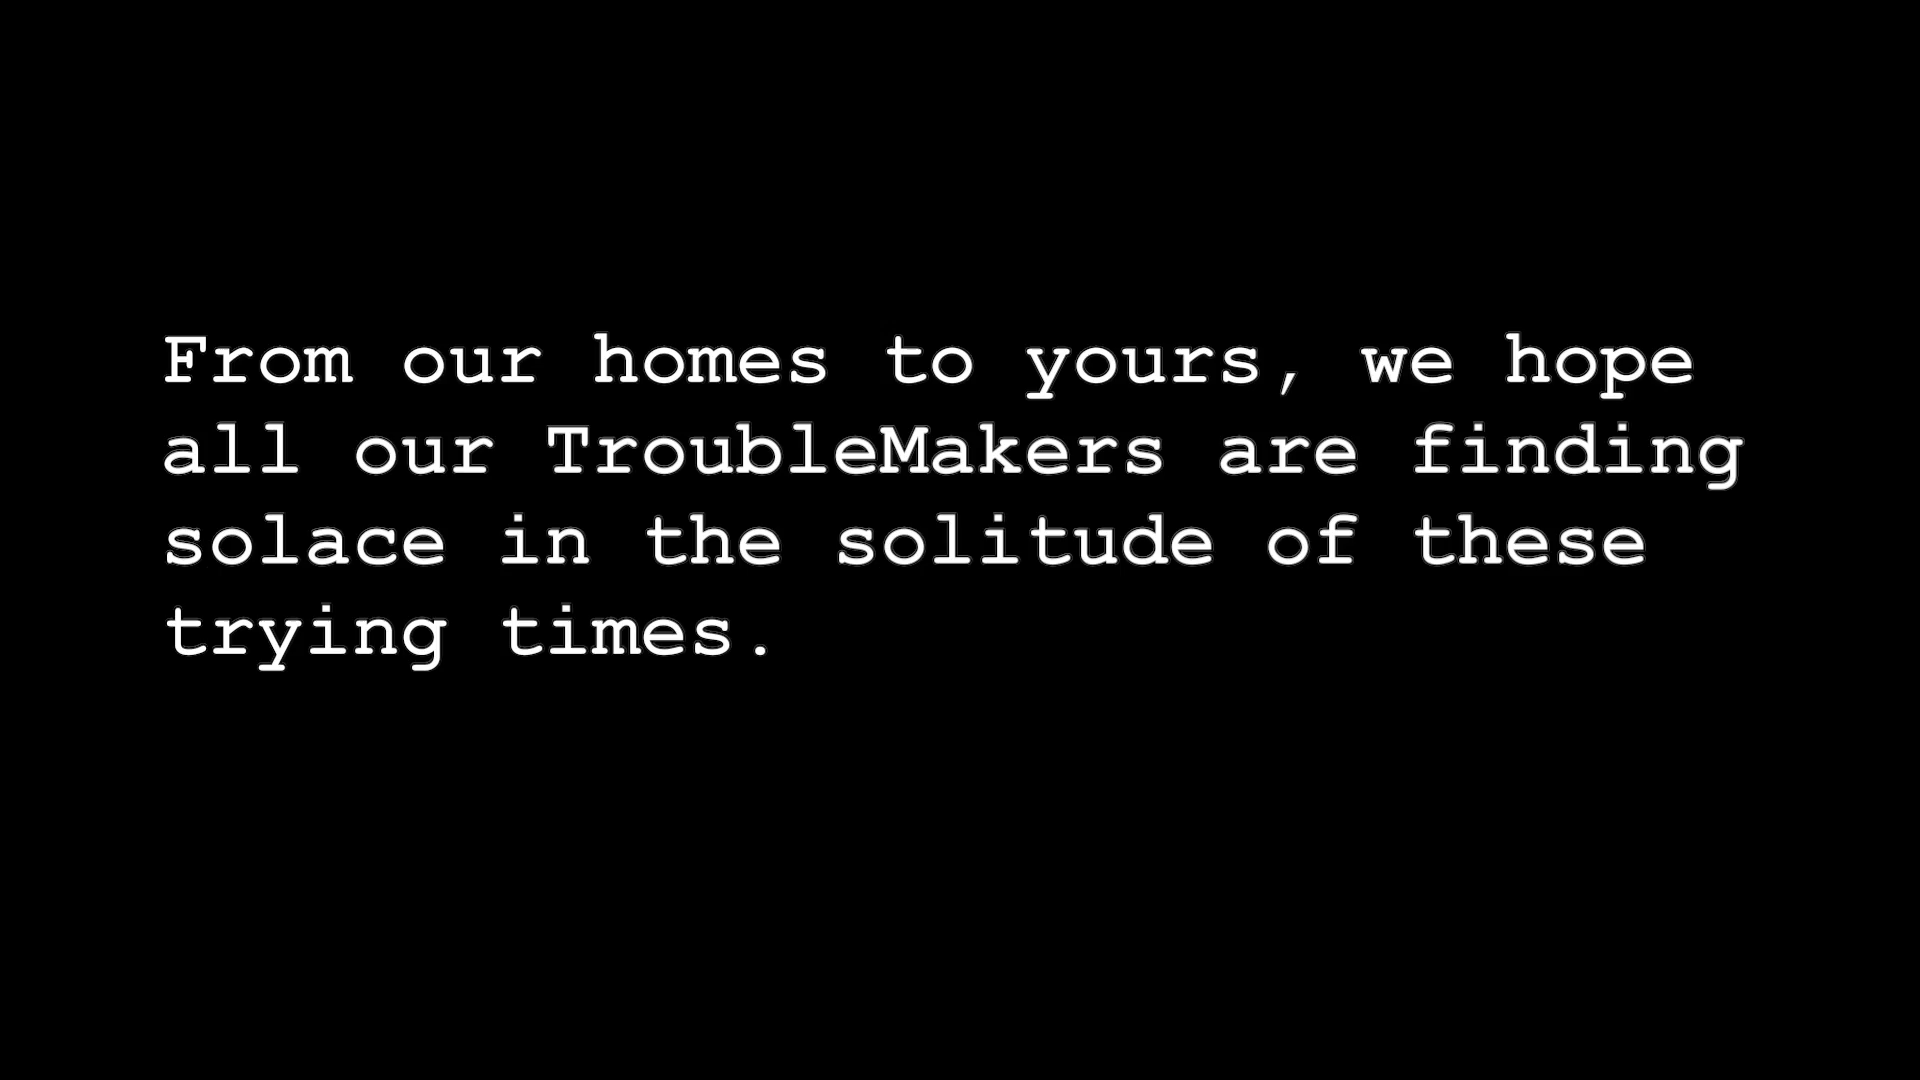 From our homes to yours, we hope
all our TroubleMakers are finding
solace in the solitude of these
trying times.